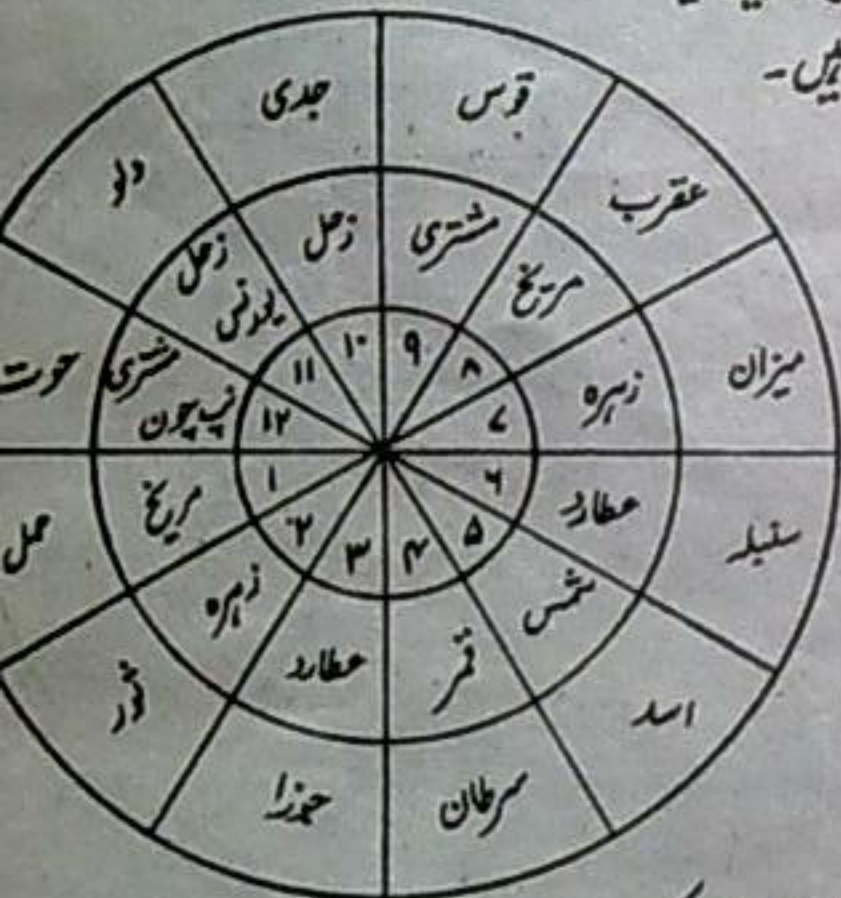 ہیں۔
جدی
قوس
دلو
عقرب
زحل
مشتری
زحل
یورنس
مریخ
حوت
مشتری
نیپچون
زہرہ
میزان
۱۰
۹
۱۱
۸
۱۲
۷
۱
۶
۲
۵
۳
۴
حمل
مریخ
عطارد
سنبلہ
زہرہ
شمس
عطارد
قمر
ثور
اسد
جوزا
سرطان